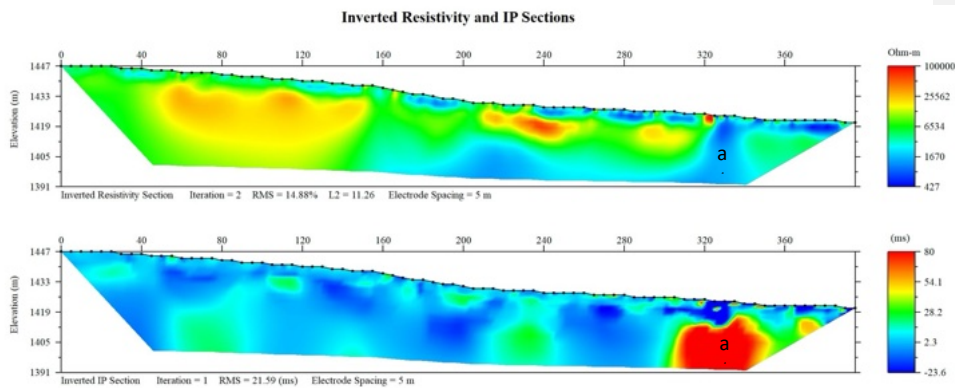 Inverted Resistivity and IP Sections
0 40 80 120 160 200 240 280 320 360 Ohm-m
1447 100000
1433 25562
1419 6534
1405 a 1670
1391 427
Elevation (m)
Inverted Resistivity Section Iteration = 2 RMS = 14.88% L2 = 11.26 Electrode Spacing = 5 m
0 40 80 120 160 200 240 280 320 360 (ms)
1447 80
1433 54.1
1419 28.2
1405 a 2.3
1391 -23.6
Elevation (m)
Inverted IP Section Iteration = 1 RMS = 21.59 (ms) Electrode Spacing = 5 m